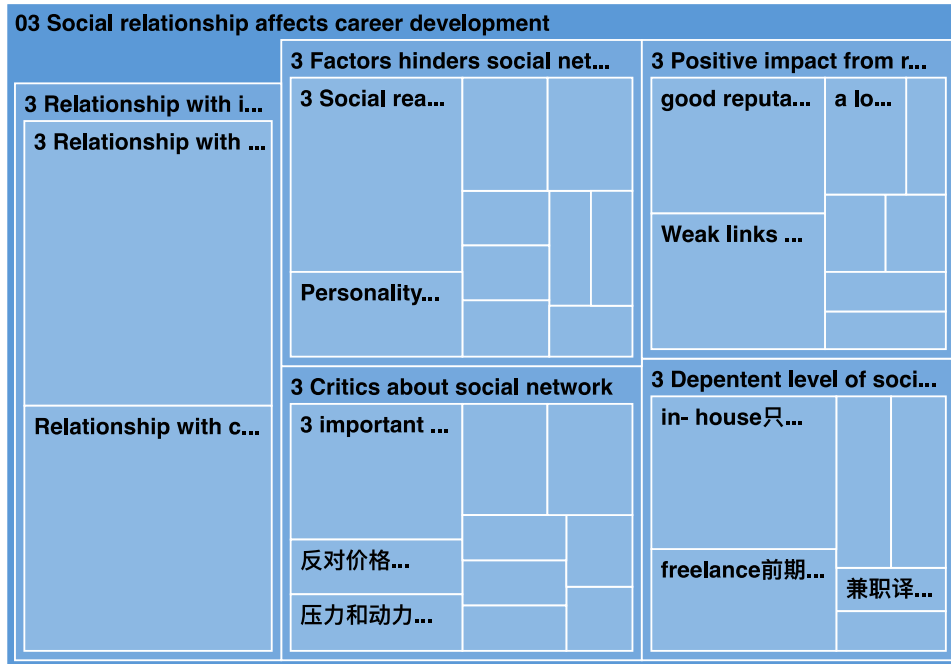 03 Social relationship affects career development
3 Relationship with i...
3 Relationship with ...
Relationship with c...
3 Factors hinders social net...
3 Social rea...
Personality...
3 Critics about social network
3 important ...
反对价格...
压力和动力...
3 Positive impact from r...
good reputa...
a lo...
Weak links ...
3 Depentent level of soci...
in- house只...
freelance前期...
兼职译...